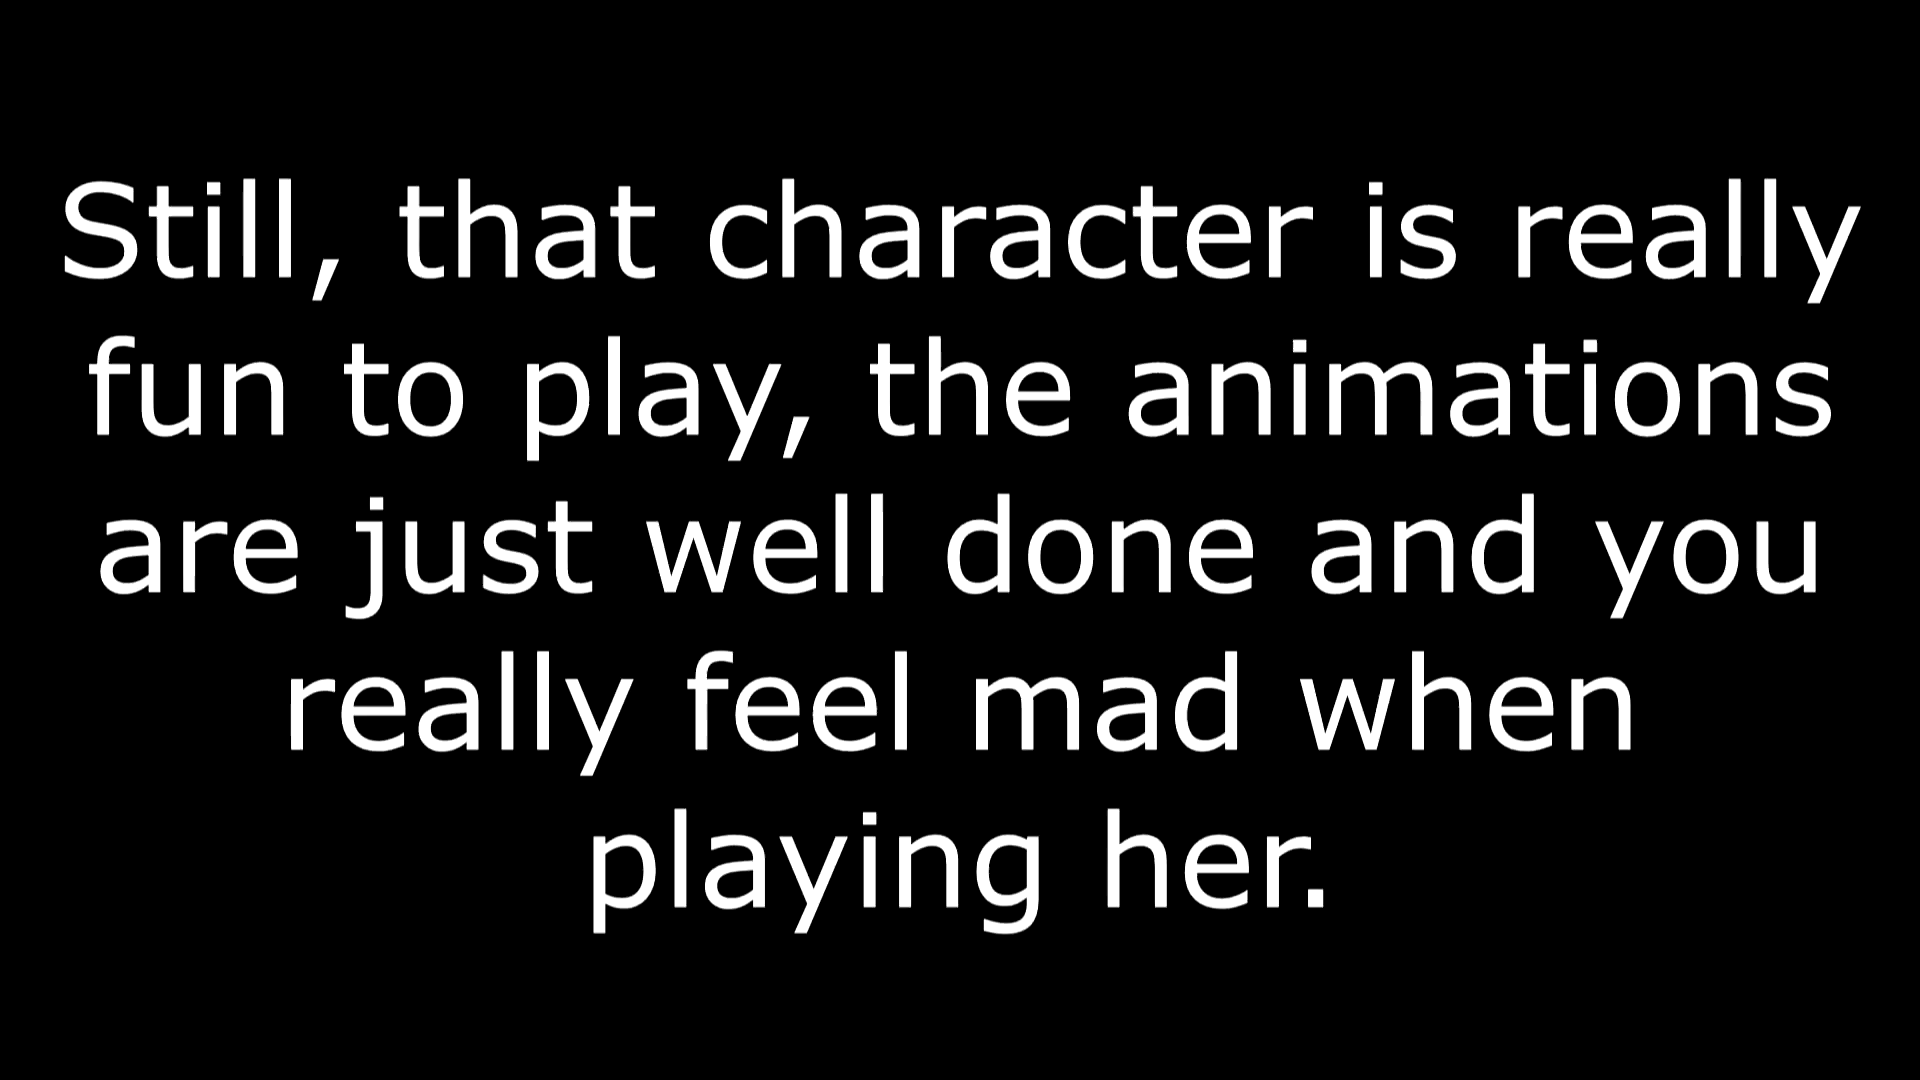 Still, that character is really
fun to play, the animations
are just well done and you
really feel mad when
playing her.